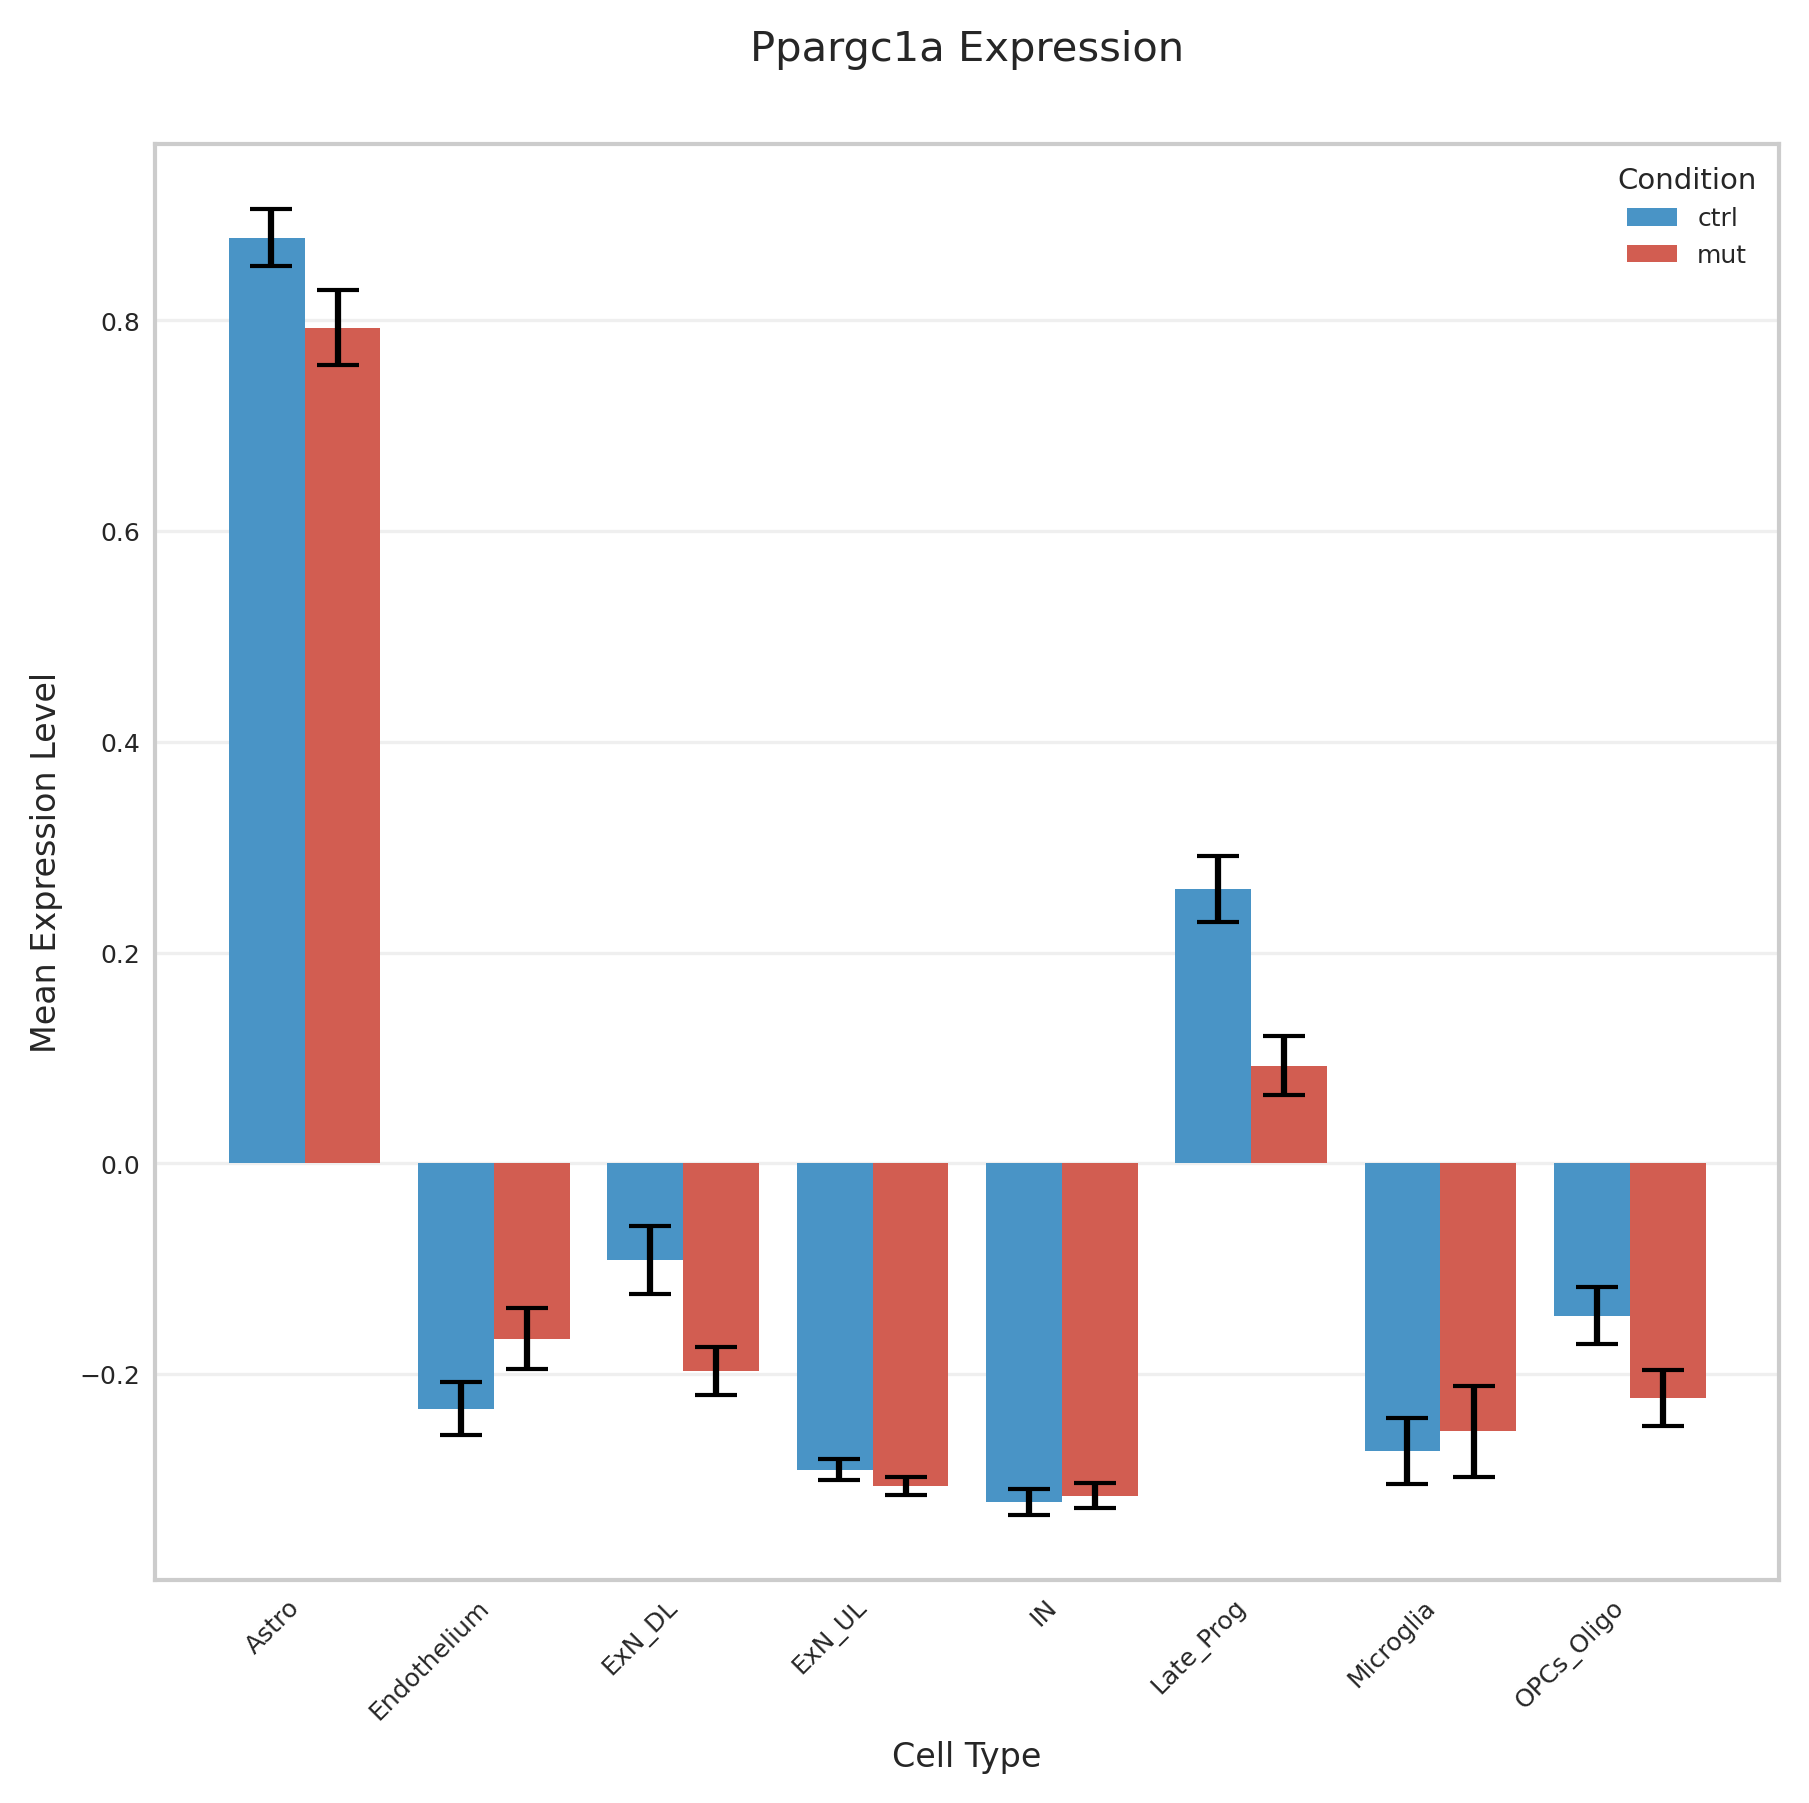 Ppargc1a Expression
Condition
ctrl
mut
Mean Expression Level
0.8
0.6
0.4
0.2
0.0
−0.2
Astro
Endothelium
ExN_DL
ExN_UL
IN
Late_Prog
Microglia
OPCs_Oligo
Cell Type